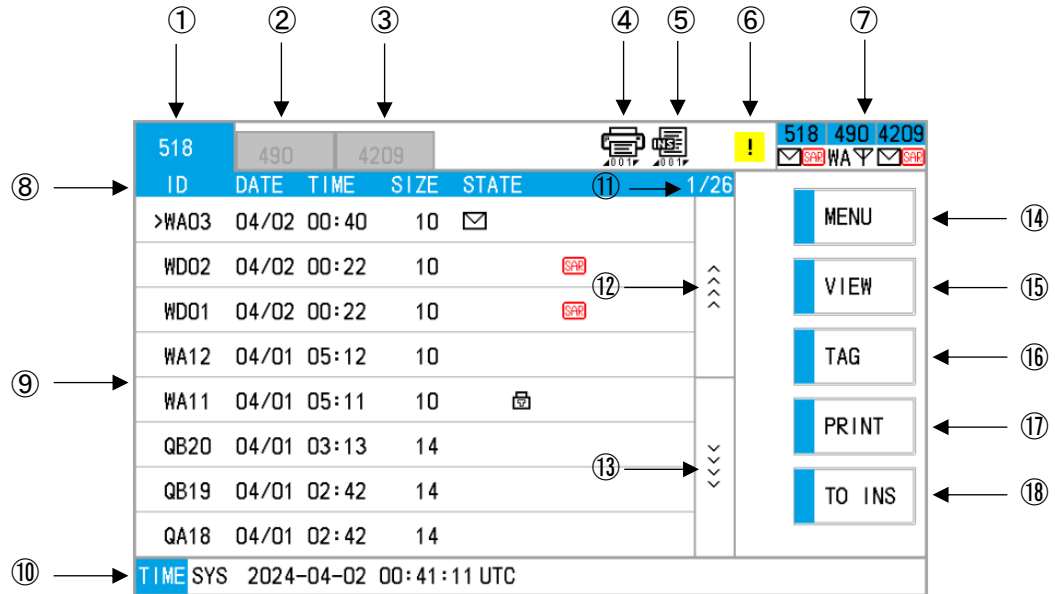 ① ② ③ ④ ⑤ ⑥ ⑦
518 490 4209 001 INS 001 ! 518 490 4209
SAR WA SAR
⑧ ID DATE TIME SIZE STATE ⑪ 1/26
>WA03 04/02 00:40 10 MENU ⑭
WD02 04/02 00:22 10 SAR ⑫ VIEW ⑮
WD01 04/02 00:22 10 SAR
WA12 04/01 05:12 10 TAG ⑯
⑨ WA11 04/01 05:11 10
QB20 04/01 03:13 14 PRINT ⑰
QB19 04/01 02:42 14 ⑬ TO INS ⑱
QA18 04/01 02:42 14
⑩ TIME SYS 2024-04-02 00:41:11 UTC